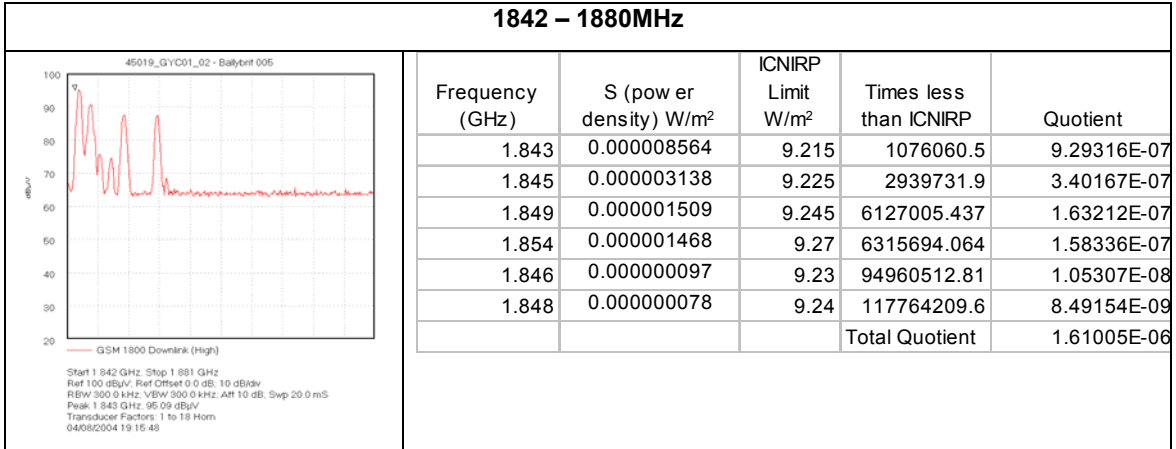 1842 – 1880MHz
45019_GYC01_02 - Ballybrit 005
100
90
80
70
60
50
40
30
20
dBµV
GSM 1800 Downlink (High)
Start 1.842 GHz; Stop 1.881 GHz
Ref 100 dBµV; Ref Offset 0.0 dB; 10 dB/div
RBW 300.0 kHz; VBW 300.0 kHz; Att 10 dB; Swp 20.0 mS
Peak 1.843 GHz, 95.09 dBµV
Transducer Factors: 1 to 18 Horn
04/08/2004 19:15:48
Frequency (GHz) S (pow er density) W/m² ICNIRP Limit W/m² Times less than ICNIRP Quotient
1.843 0.000008564 9.215 1076060.5 9.29316E-07
1.845 0.000003138 9.225 2939731.9 3.40167E-07
1.849 0.000001509 9.245 6127005.437 1.63212E-07
1.854 0.000001468 9.27 6315694.064 1.58336E-07
1.846 0.000000097 9.23 94960512.81 1.05307E-08
1.848 0.000000078 9.24 117764209.6 8.49154E-09
Total Quotient 1.61005E-06